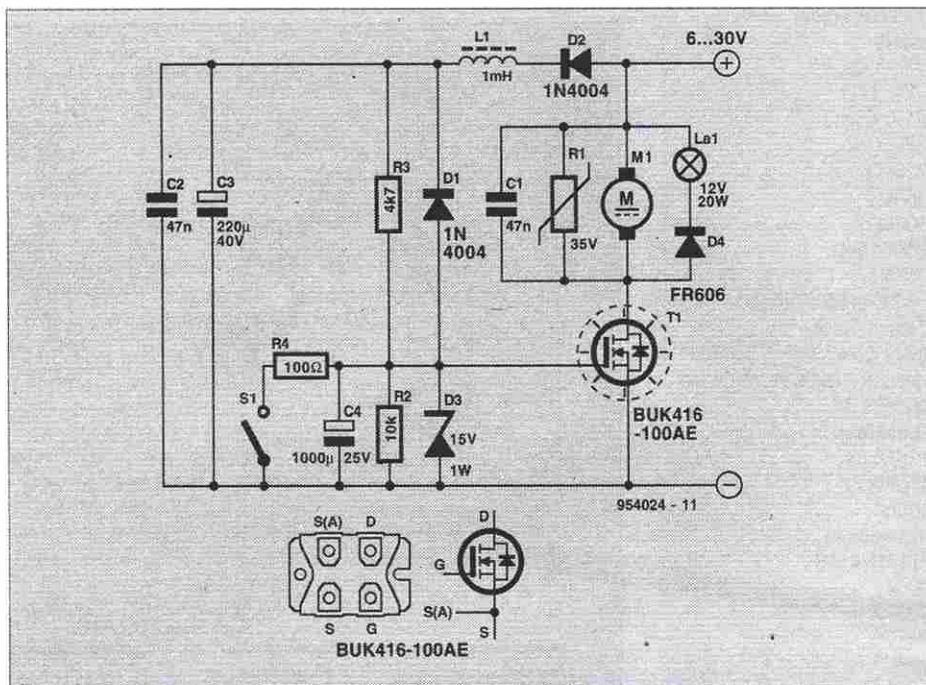 L1
1mH
D2
1N4004
6...30V
+
C2
47n
C3
220µ
40V
R3
4k7
D1
1N
4004
C1
47n
R1
35V
M1
M
La1
12V
20W
D4
FR606
R4
100Ω
S1
C4
1000µ 25V
R2
10k
D3
15V
1W
T1
BUK416
-100AE
−
954024 - 11
S(A) D
S G
D
G
S(A)
S
BUK416-100AE